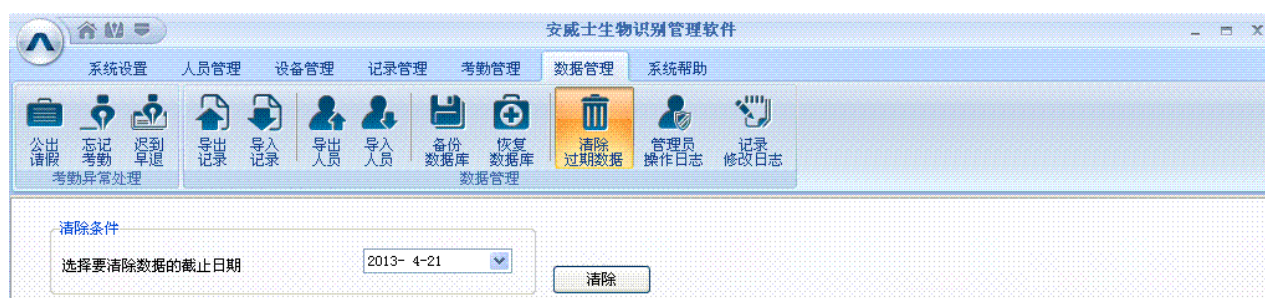 安威士生物识别管理软件
系统设置 人员管理 设备管理 记录管理 考勤管理 数据管理 系统帮助
公出 忘记 迟到 导出 导入 导出 导入 备份 恢复 清除 管理员 记录
请假 考勤 早退 记录 记录 人员 人员 数据库 数据库 过期数据 操作日志 修改日志
考勤异常处理 数据管理
清除条件
选择要清除数据的截止日期 2013- 4-21
清除